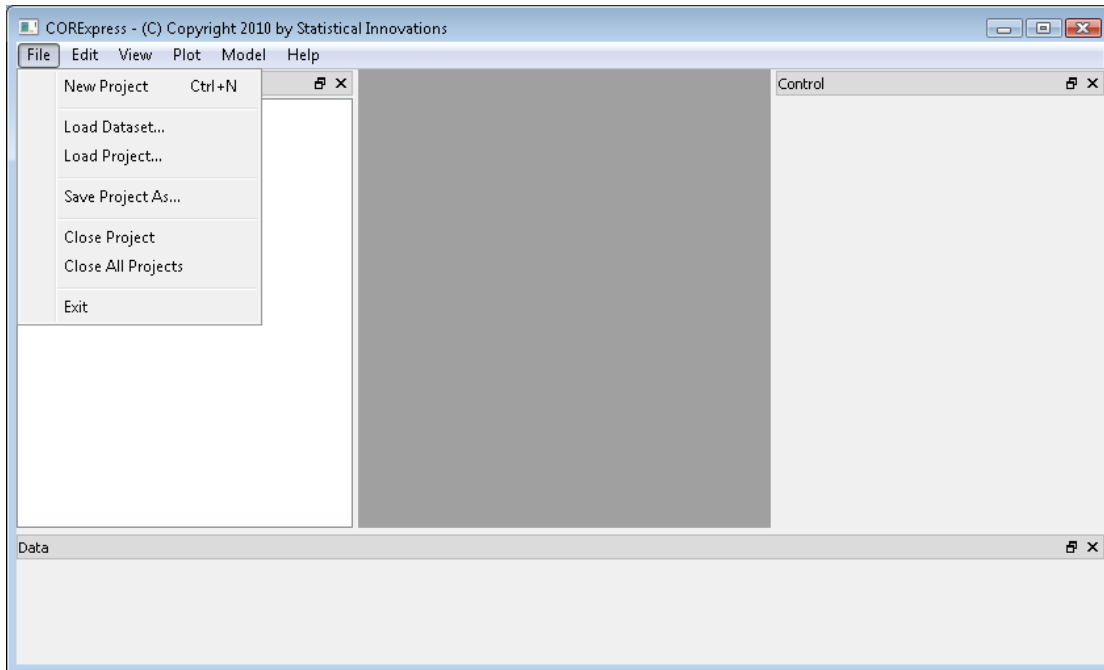 CORExpress - (C) Copyright 2010 by Statistical Innovations
File Edit View Plot Model Help
New Project Ctrl+N
Control
Load Dataset...
Load Project...
Save Project As...
Close Project
Close All Projects
Exit
Data